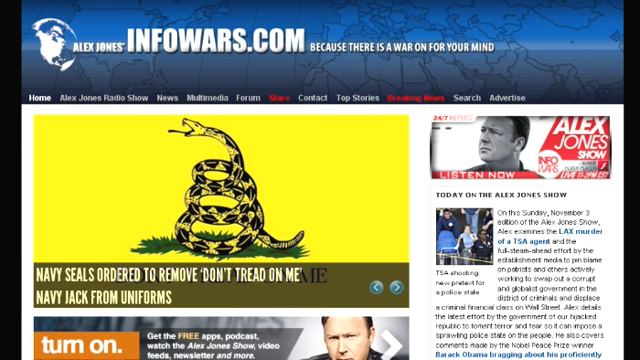 ALEX JONES' INFOWARS.COM BECAUSE THERE IS A WAR ON FOR YOUR MIND
Home Alex Jones Radio Show News Multimedia Forum Store Contact Top Stories Breaking News Search Advertise
NAVY SEALS ORDERED TO REMOVE 'DON'T TREAD ON ME'
NAVY JACK FROM UNIFORMS
turn on.
Get the FREE apps, podcast,
watch the Alex Jones Show, video
feeds, newsletter and more.
24/7 REFEED
ALEX
JONES
SHOW
INFO
WARS
LISTEN NOW
LIVE 11-2PM CST
TODAY ON THE ALEX JONES SHOW
On this Sunday, November 3
edition of the Alex Jones Show,
Alex examines the LAX murder
of a TSA agent and the
full-steam-ahead effort by the
establishment media to pin blame
on patriots and others actively
working to swap out a corrupt
and globalist government in the
TSA shooting:
new pretext for
a police state
district of criminals and displace
a criminal financial class on Wall Street. Alex details
the latest effort by the government of our hijacked
republic to foment terror and fear so it can impose a
sprawling police state on the people. He also covers
comments made by the Nobel Peace Prize winner
Barack Obama bragging about his proficiently